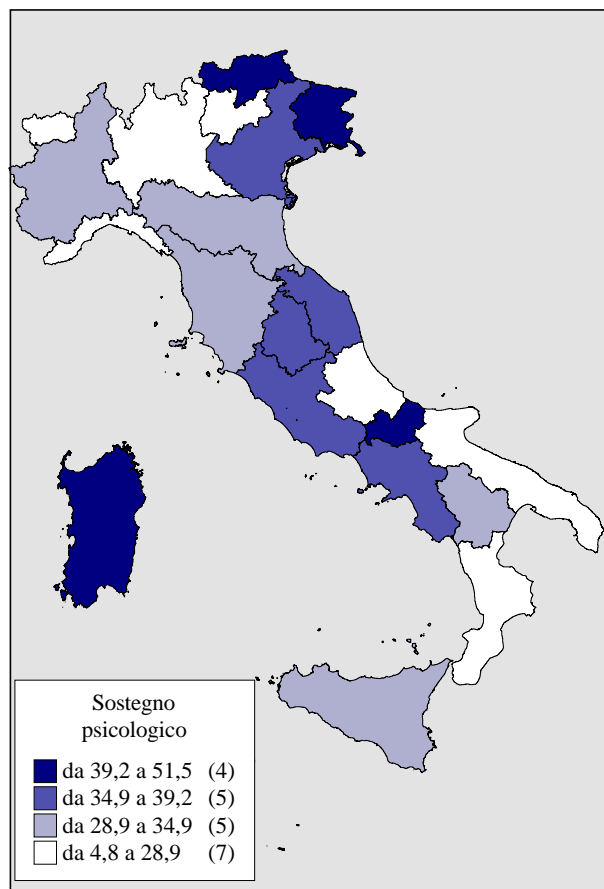 Sostegno
psicologico
da 39,2 a 51,5 (4)
da 34,9 a 39,2 (5)
da 28,9 a 34,9 (5)
da 4,8 a 28,9 (7)